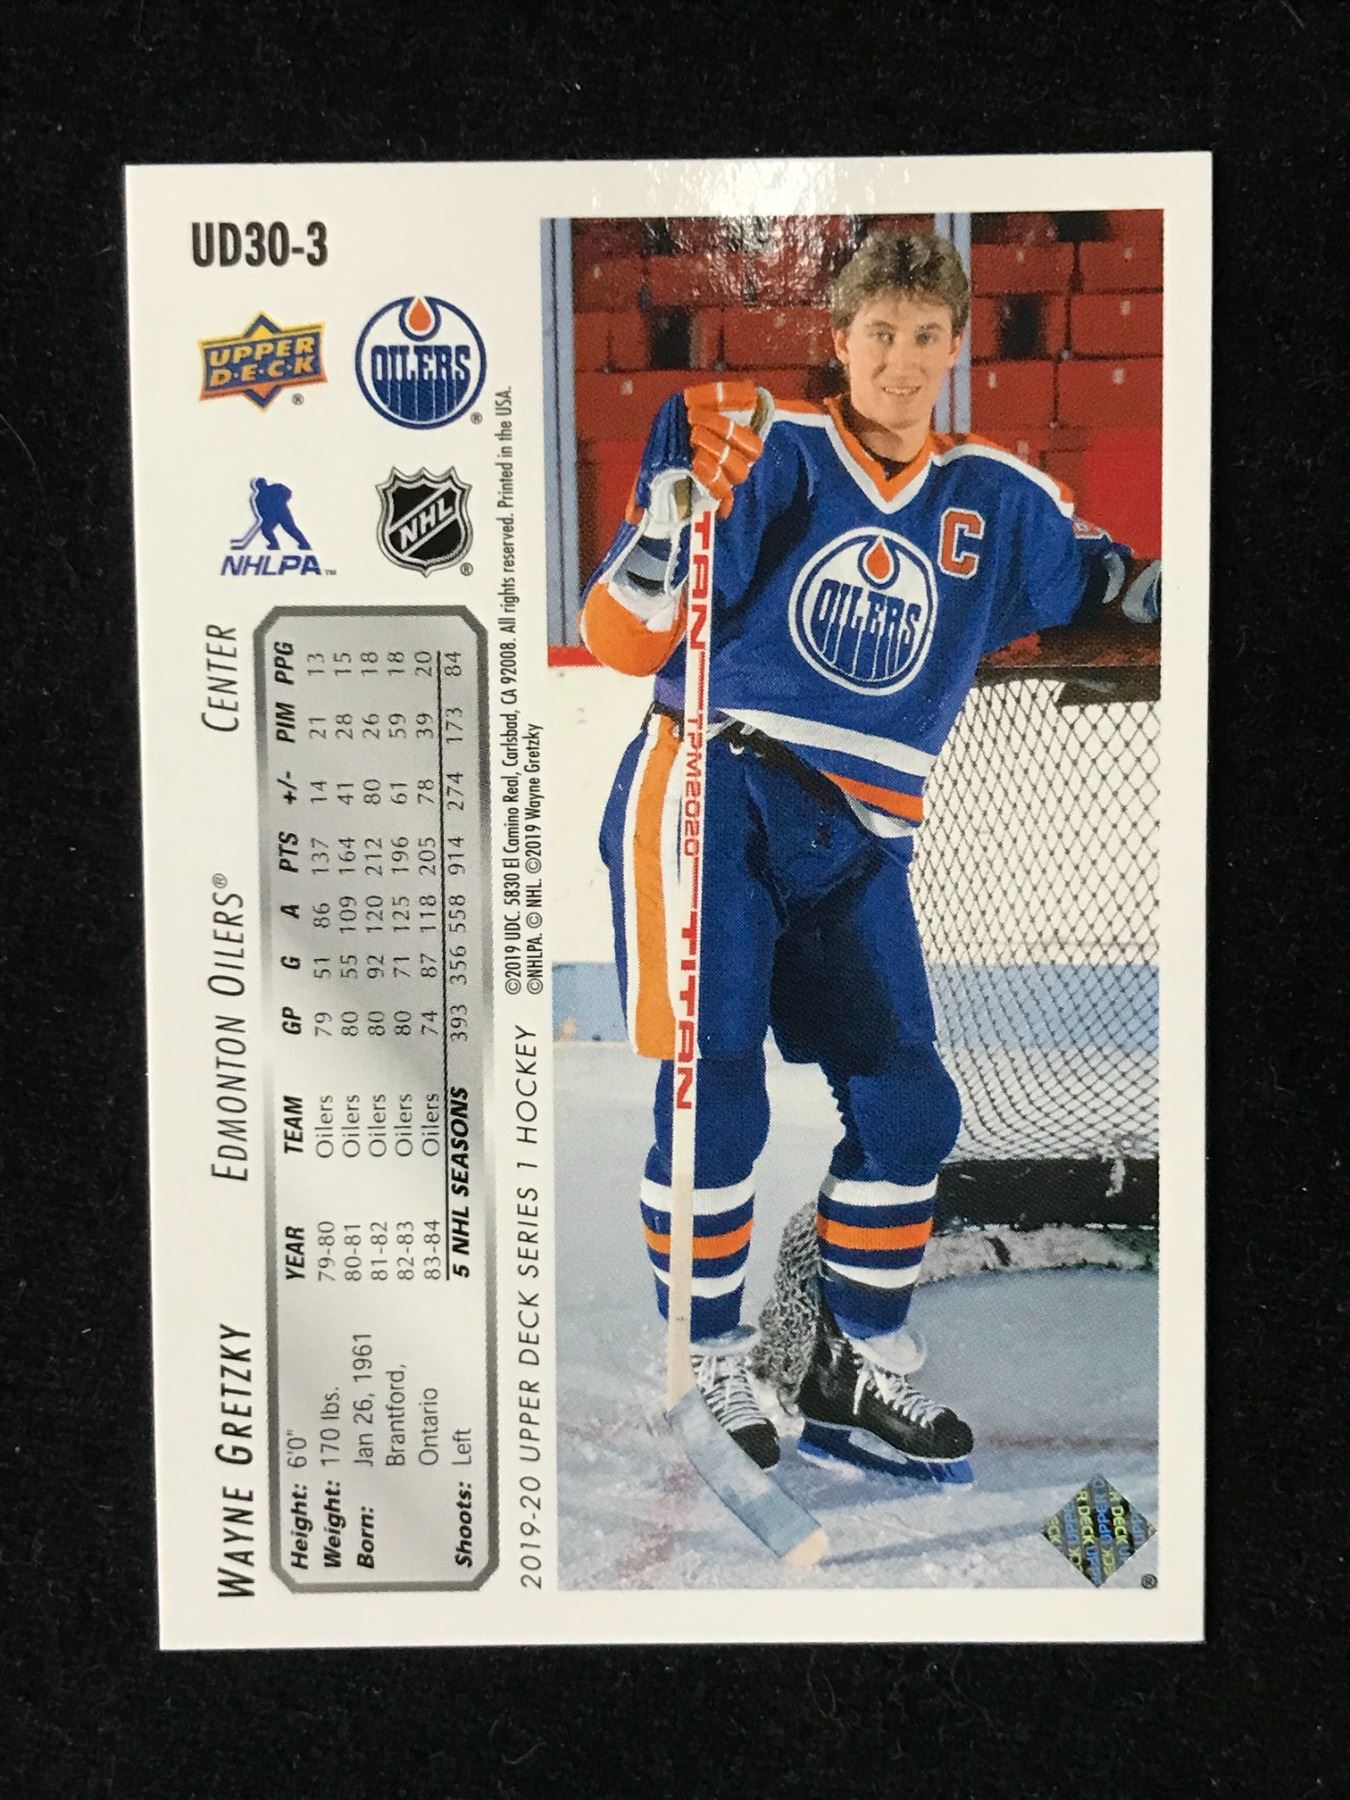 UD30-3
UPPER
D·E·C·K®
OILERS®
NHLPA™
NHL®
WAYNE GRETZKY EDMONTON OILERS® CENTER
Height: 6'0"
Weight: 170 lbs.
Born: Jan 26, 1961
Brantford,
Ontario
Shoots: Left
YEAR TEAM GP G A PTS +/- PIM PPG
79-80 Oilers 79 51 86 137 14 21 13
80-81 Oilers 80 55 109 164 41 28 15
81-82 Oilers 80 92 120 212 80 26 18
82-83 Oilers 80 71 125 196 61 59 18
83-84 Oilers 74 87 118 205 78 39 20
5 NHL SEASONS 393 356 558 914 274 173 84
2019-20 UPPER DECK SERIES 1 HOCKEY
©2019 UDC. 5830 El Camino Real, Carlsbad, CA 92008. All rights reserved. Printed in the USA.
©NHLPA. © NHL. ©2019 Wayne Gretzky
C
OILERS
TITAN
TPM2020
TITAN
UPPER
DECK
®